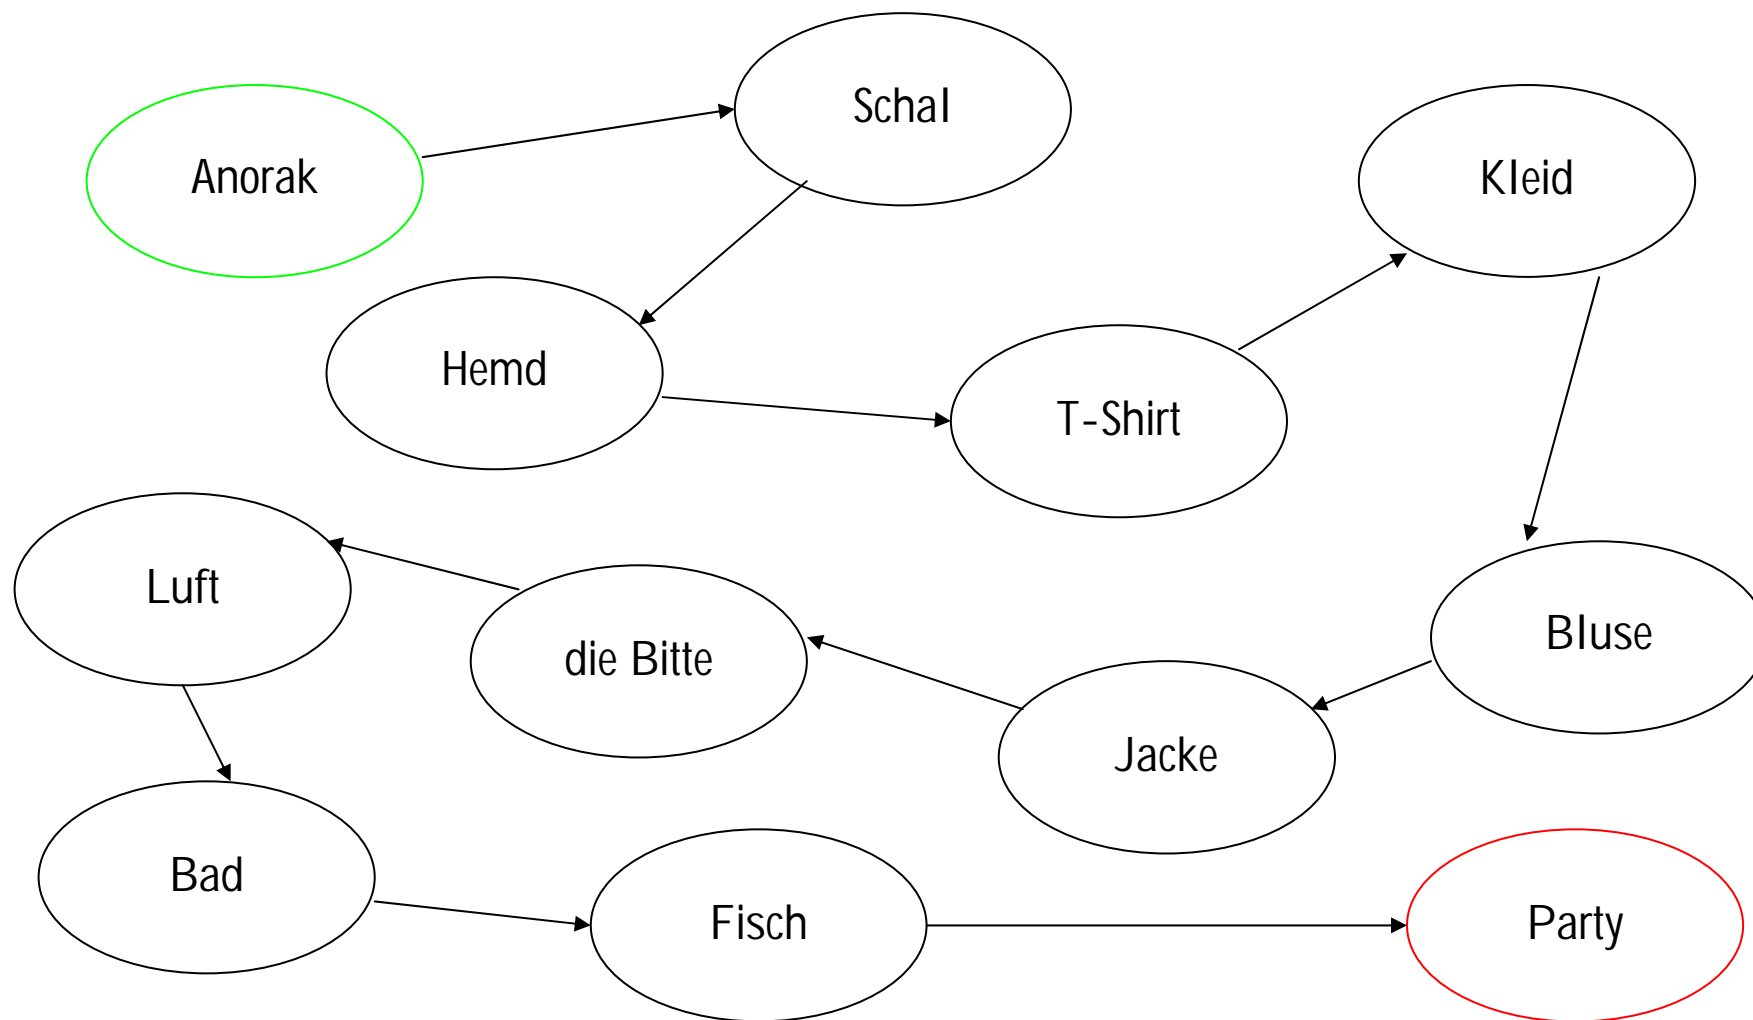 Anorak
Schal
Kleid
Hemd
T-Shirt
Luft
die Bitte
Bluse
Jacke
Bad
Fisch
Party